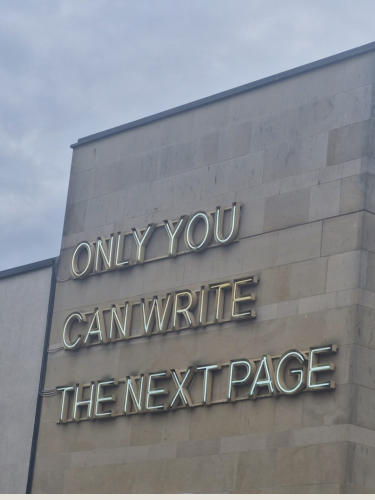 ONLY YOU
CAN WRITE
THE NEXT PAGE